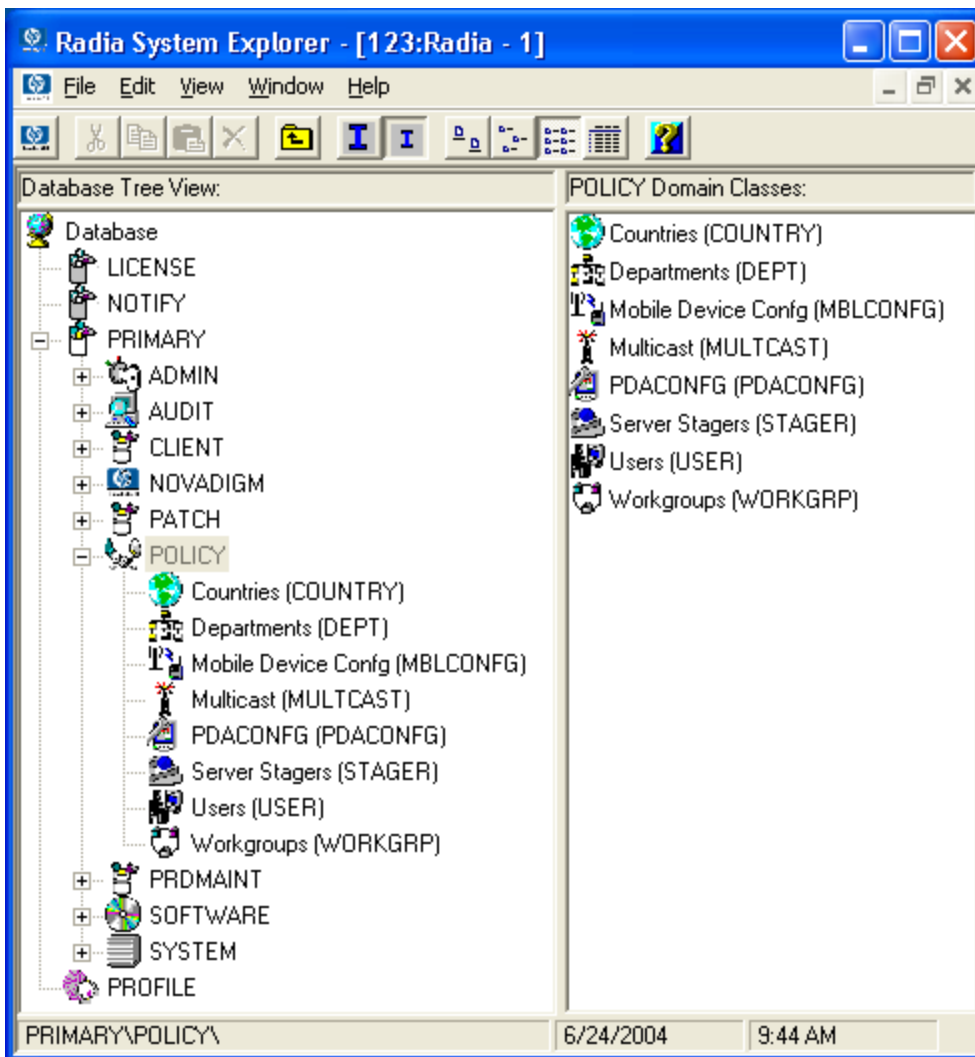 Radia System Explorer - [123:Radia - 1]
File Edit View Window Help
Database Tree View:
Database
LICENSE
NOTIFY
PRIMARY
ADMIN
AUDIT
CLIENT
NOVADIGM
PATCH
POLICY
Countries (COUNTRY)
Departments (DEPT)
Mobile Device Confg (MBLCONFG)
Multicast (MULTCAST)
PDACONFG (PDACONFG)
Server Stagers (STAGER)
Users (USER)
Workgroups (WORKGRP)
PRDMAINT
SOFTWARE
SYSTEM
PROFILE
POLICY Domain Classes:
Countries (COUNTRY)
Departments (DEPT)
Mobile Device Confg (MBLCONFG)
Multicast (MULTCAST)
PDACONFG (PDACONFG)
Server Stagers (STAGER)
Users (USER)
Workgroups (WORKGRP)
PRIMARY\POLICY\ 6/24/2004 9:44 AM